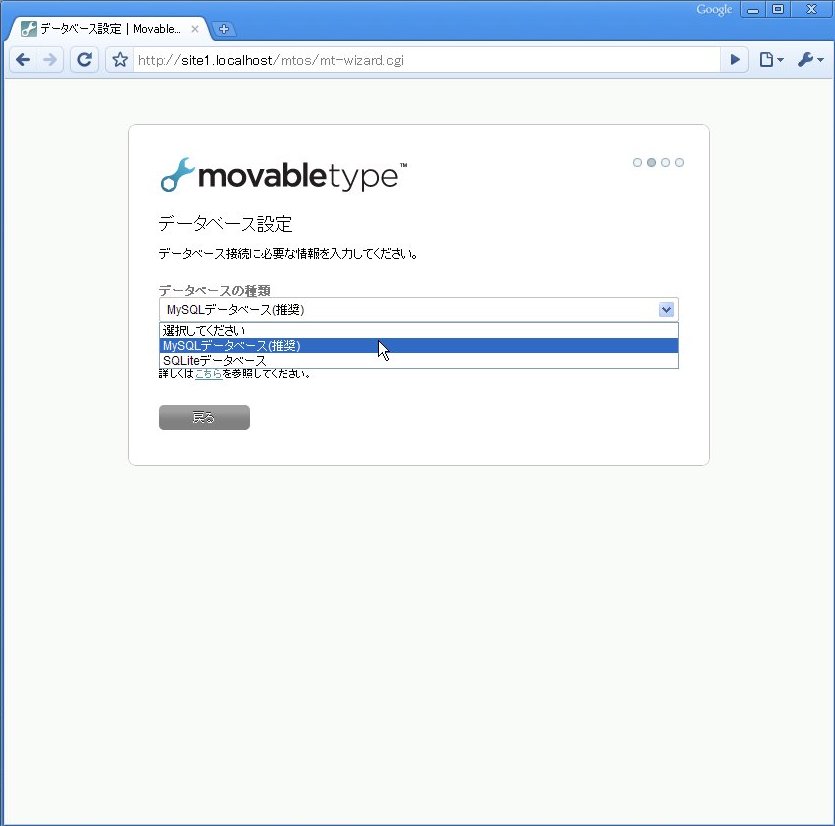 Google
データベース設定 | Movable...
http://site1.localhost/mtos/mt-wizard.cgi
movabletype™
データベース設定
データベース接続に必要な情報を入力してください。
データベースの種類
MySQLデータベース(推奨)
選択してください
MySQLデータベース(推奨)
SQLiteデータベース
詳しくはこちらを参照してください。
戻る